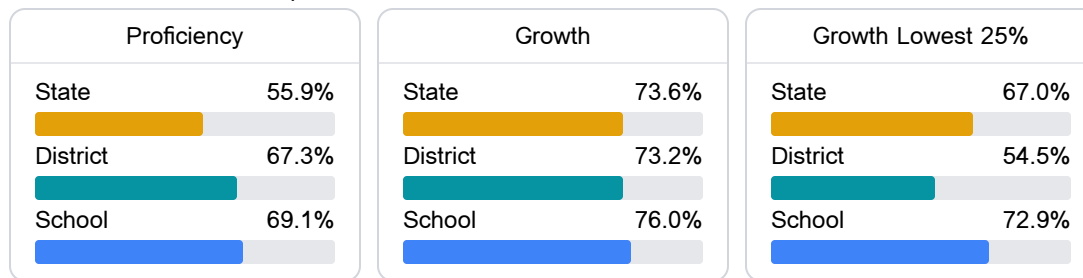 Proficiency
State 55.9%
District 67.3%
School 69.1%
Growth
State 73.6%
District 73.2%
School 76.0%
Growth Lowest 25%
State 67.0%
District 54.5%
School 72.9%